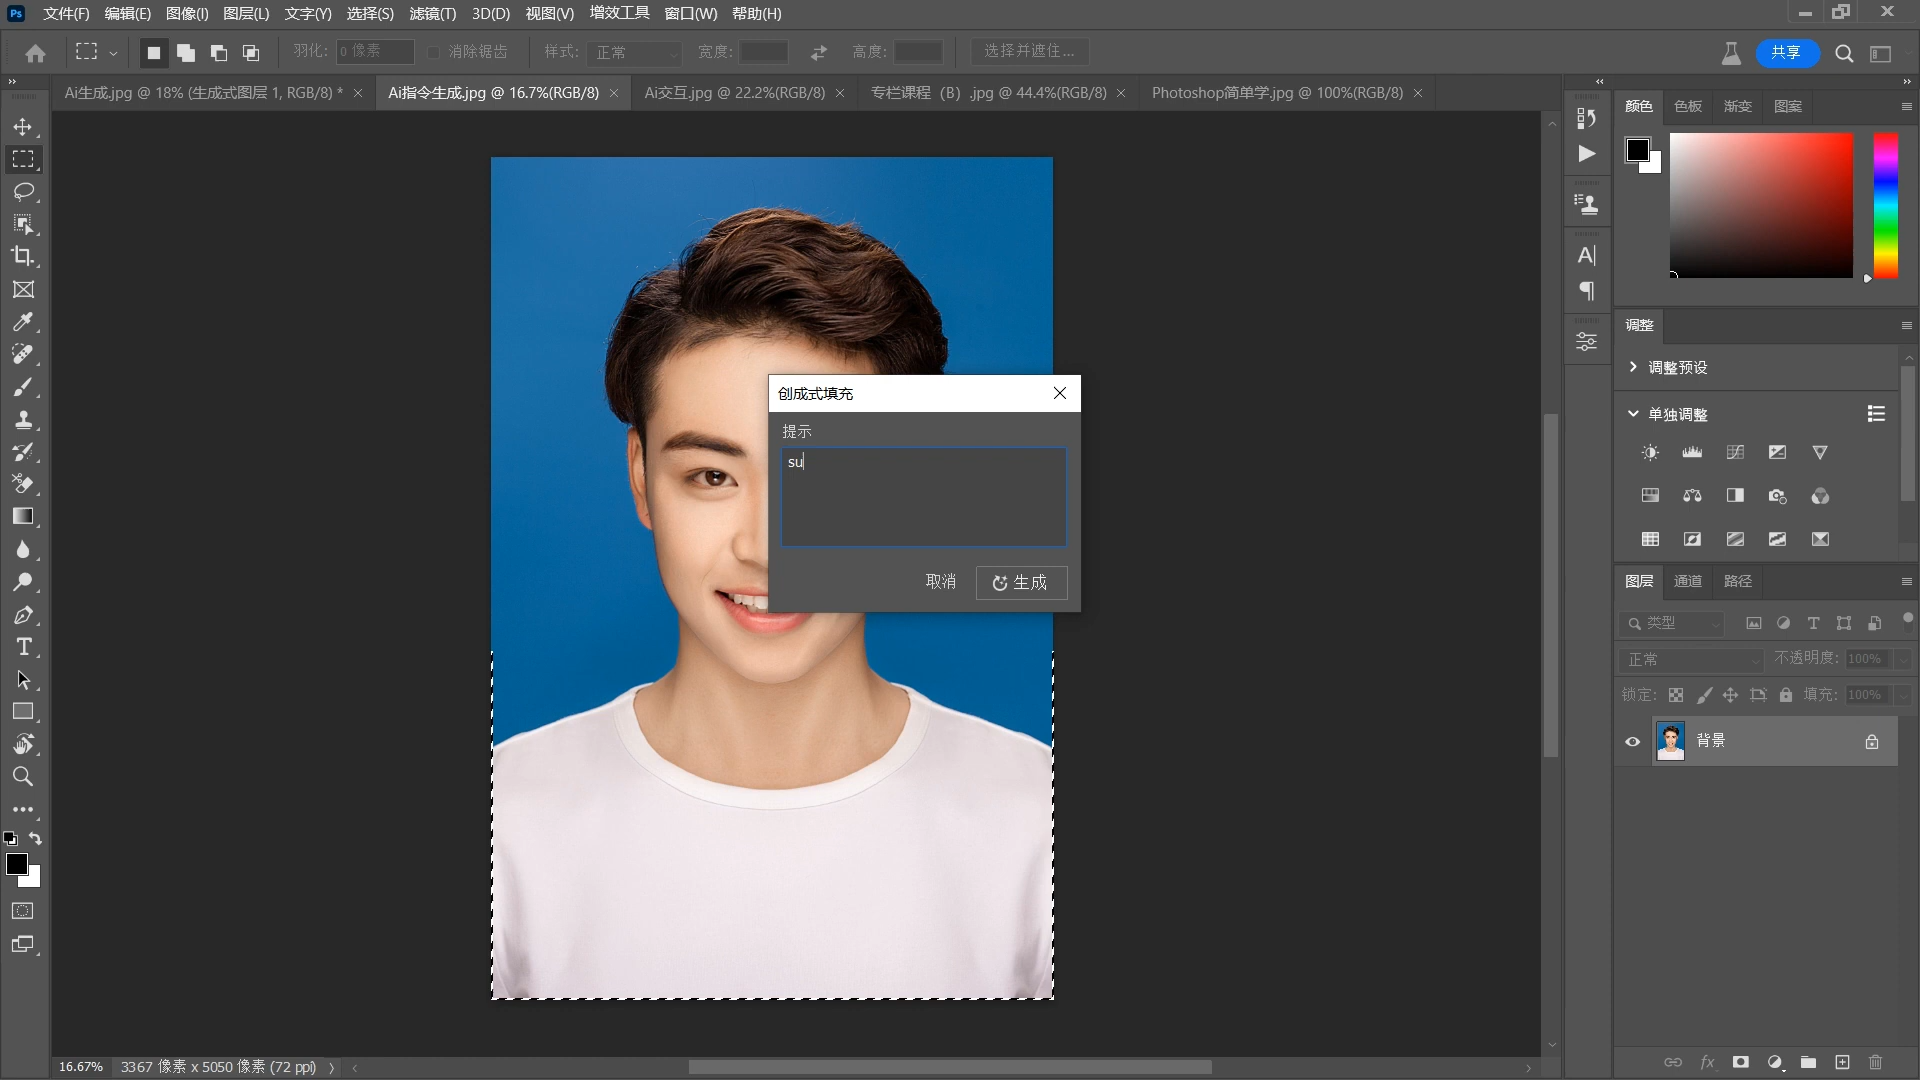 Ps 文件(F) 编辑(E) 图像(I) 图层(L) 文字(Y) 选择(S) 滤镜(T) 3D(D) 视图(V) 增效工具 窗口(W) 帮助(H)
羽化: 0 像素 消除锯齿 样式: 正常 宽度: 高度: 选择并遮住... 共享
Ai生成.jpg @ 18% (生成式图层 1, RGB/8) * Ai指令生成.jpg @ 16.7%(RGB/8) Ai交互.jpg @ 22.2%(RGB/8) 专栏课程（B）.jpg @ 44.4%(RGB/8) Photoshop简单学.jpg @ 100%(RGB/8)
颜色 色板 渐变 图案
调整
调整预设
单独调整
创成式填充
提示
su
取消 生成
图层 通道 路径
类型
正常 不透明度: 100%
锁定: 填充: 100%
背景
16.67% 3367 像素 x 5050 像素 (72 ppi)